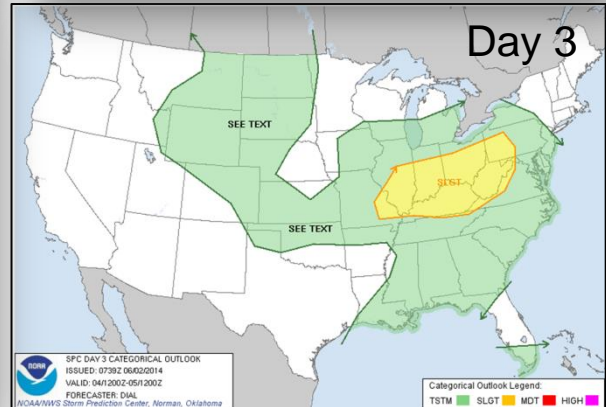 Day 3
SEE TEXT
SLGT
SEE TEXT
SPC DAY 3 CATEGORICAL OUTLOOK
ISSUED: 0739Z 06/02/2014
VALID: 04/1200Z-05/1200Z
FORECASTER: DIAL
NOAA/NWS Storm Prediction Center, Norman, Oklahoma
NOAA
Categorical Outlook Legend:
TSTM SLGT MDT HIGH